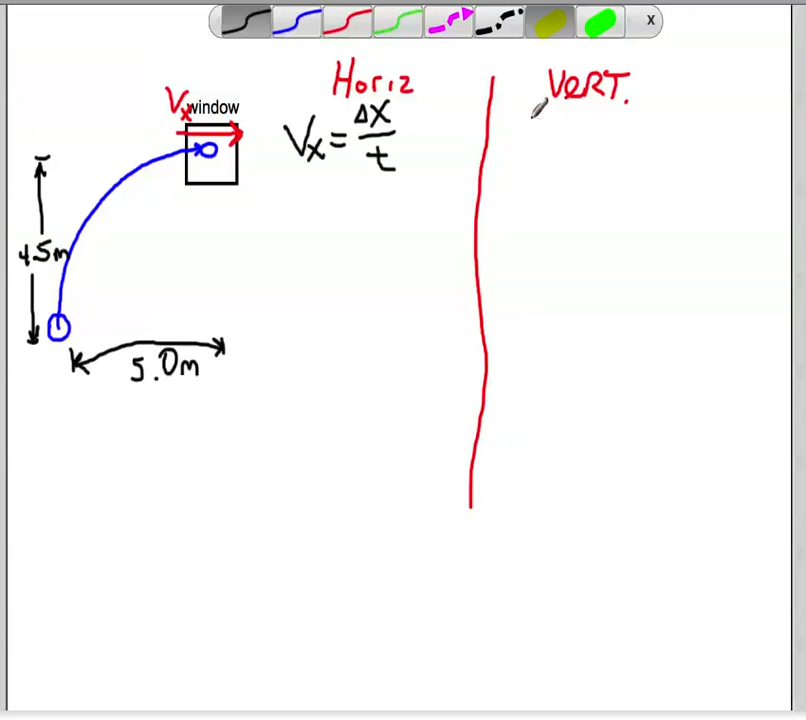 Horiz
VERT.
Vx
window
Vx = Δx / t
4.5m
5.0m
x